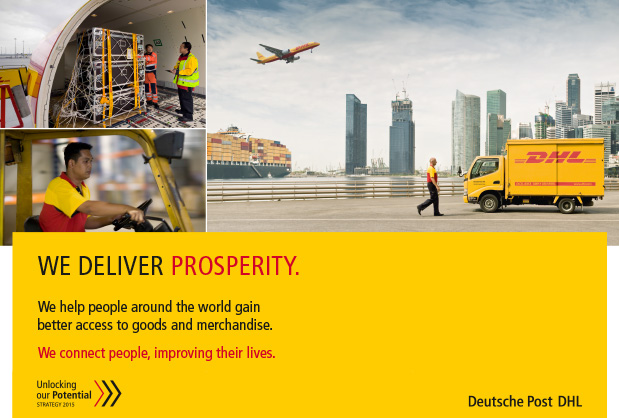 DHL
WE DELIVER PROSPERITY.
We help people around the world gain
better access to goods and merchandise.
We connect people, improving their lives.
Unlocking
our Potential
STRATEGY 2015
Deutsche Post DHL